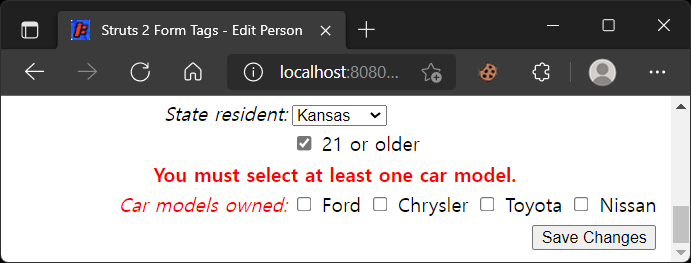 Struts 2 Form Tags - Edit Person
localhost:8080...
State resident: Kansas
21 or older
You must select at least one car model.
Car models owned: Ford Chrysler Toyota Nissan
Save Changes